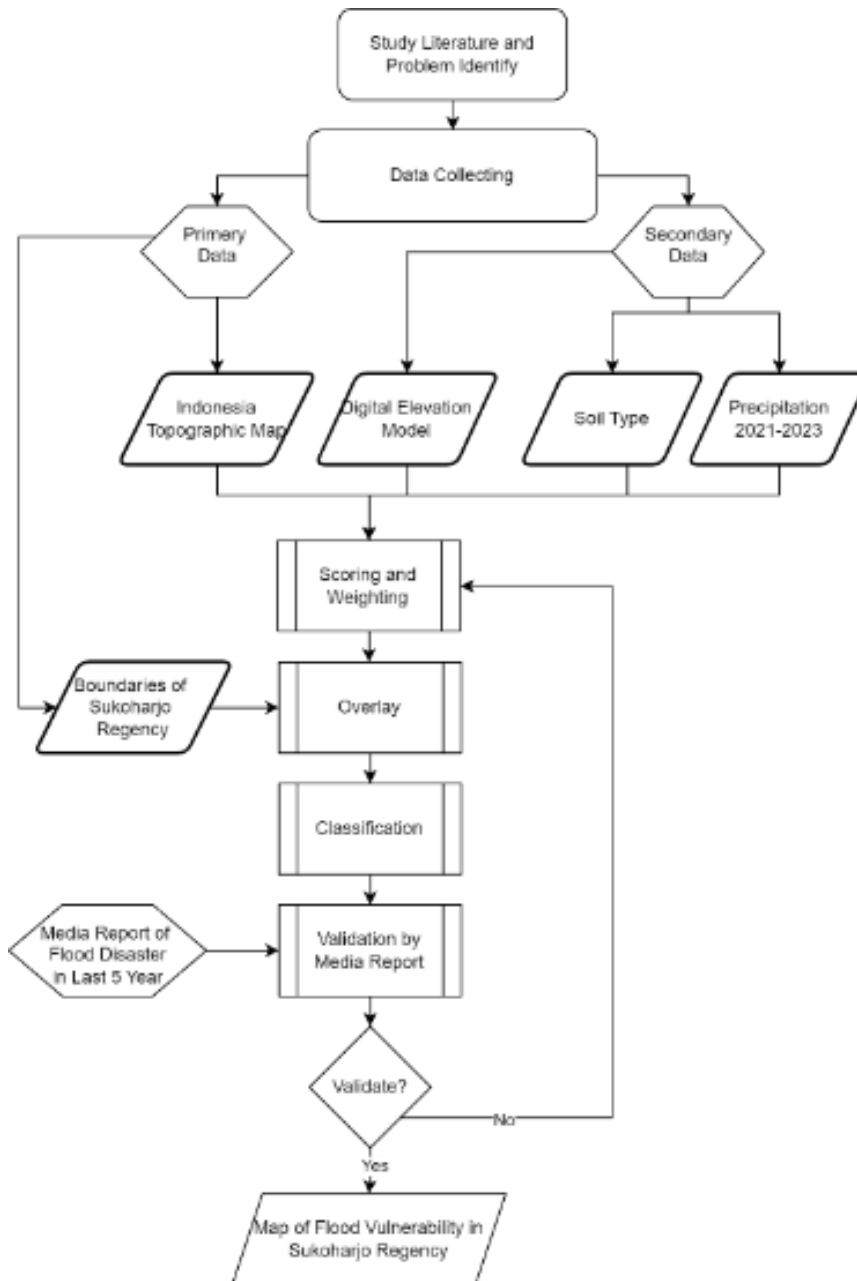 Study Literature and
Problem Identify
Data Collecting
Primery
Data
Secondary
Data
Indonesia
Topographic Map
Digital Elevation
Model
Soil Type
Precipitation
2021-2023
Scoring and
Weighting
Boundaries of
Sukoharjo
Regency
Overlay
Classification
Media Report of
Flood Disaster
in Last 5 Year
Validation by
Media Report
Validate?
No
Yes
Map of Flood Vulnerability in
Sukoharjo Regency